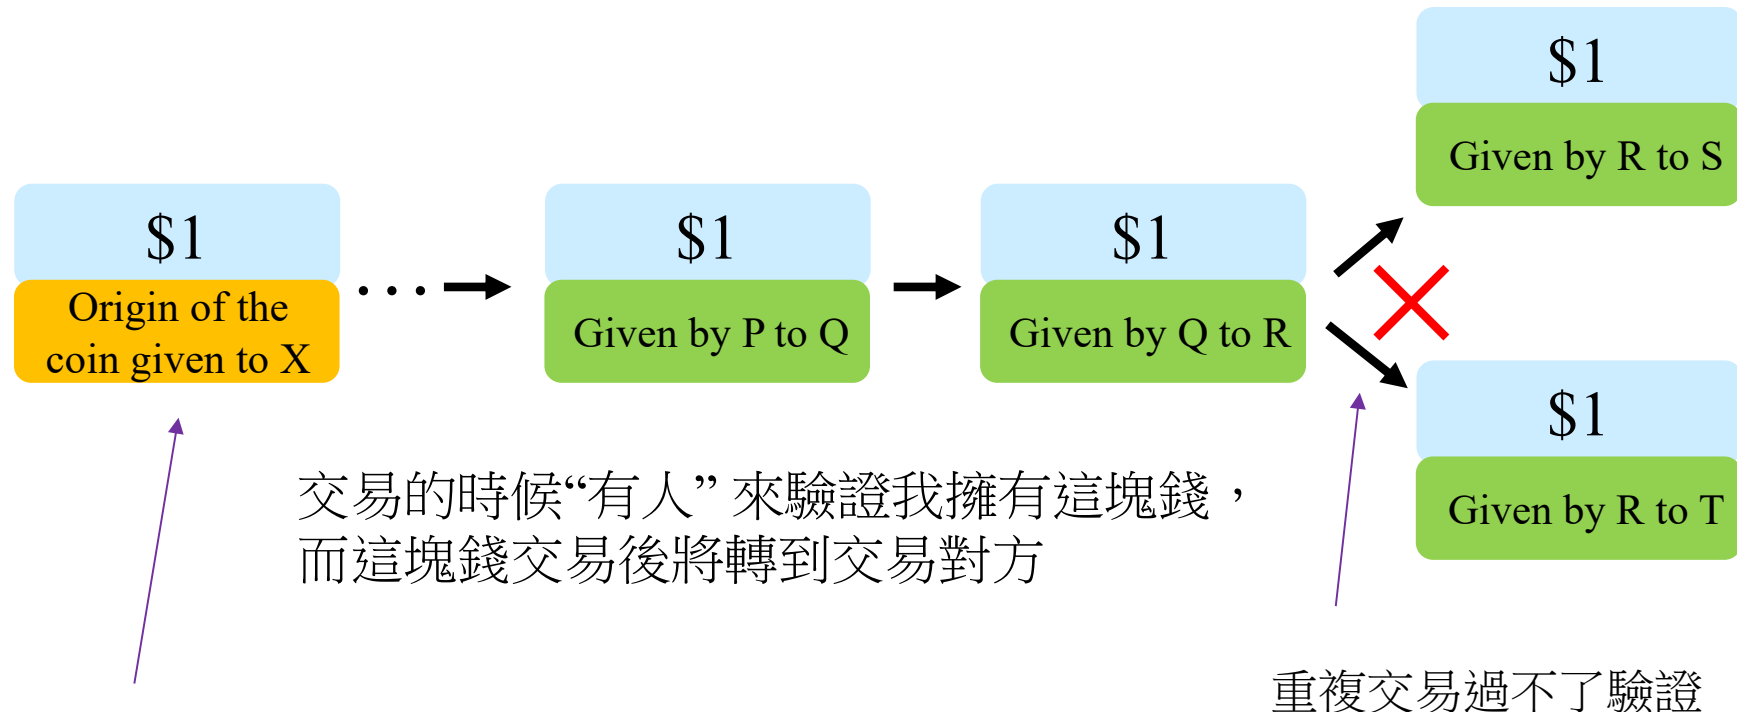 $1
Origin of the
coin given to X
. . .
$1
Given by P to Q
$1
Given by Q to R
$1
Given by R to S
$1
Given by R to T
交易的時候“有人” 來驗證我擁有這塊錢，
而這塊錢交易後將轉到交易對方
重複交易過不了驗證